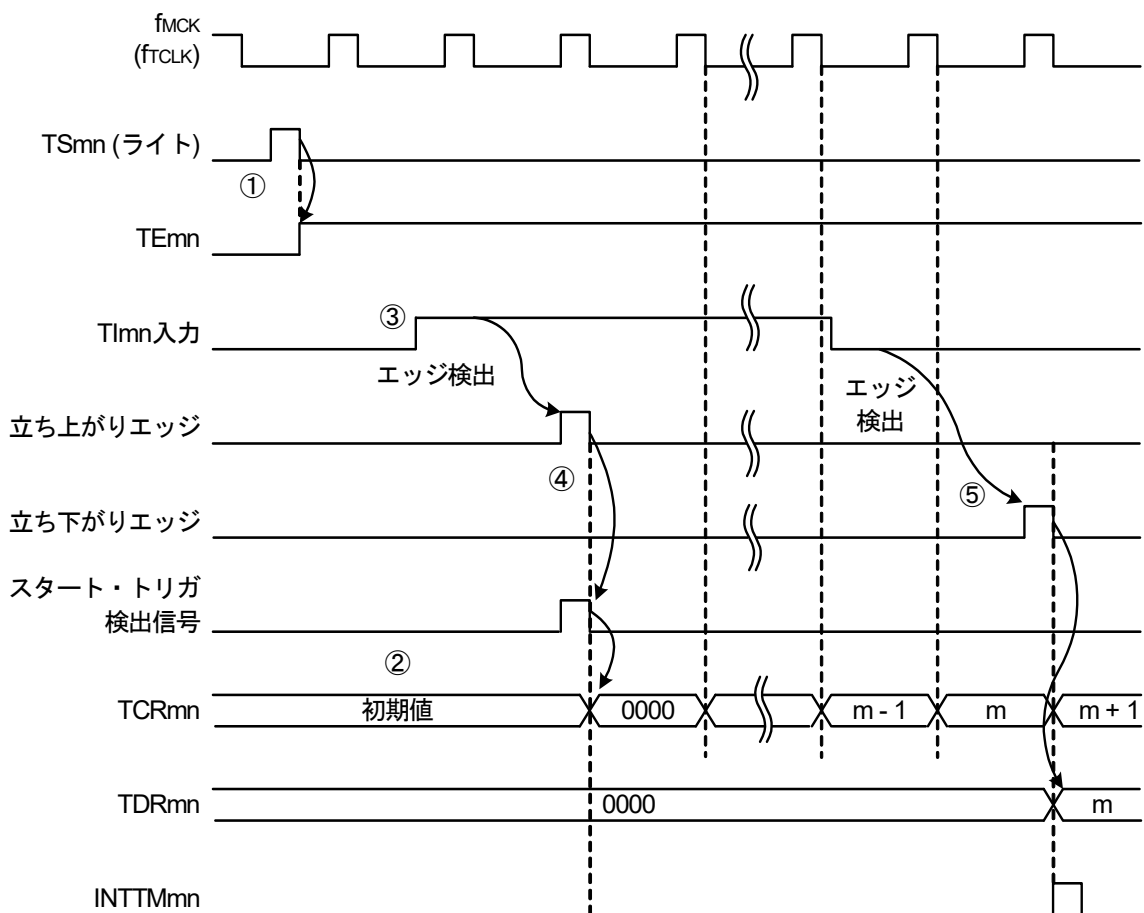 fMCK
(fTCLK)
TSmn (ライト)
①
TEmn
TImn入力
③
エッジ検出
エッジ
検出
立ち上がりエッジ
④
⑤
立ち下がりエッジ
スタート・トリガ
検出信号
②
TCRmn
初期値
0000
m - 1
m
m + 1
TDRmn
0000
m
INTTMmn